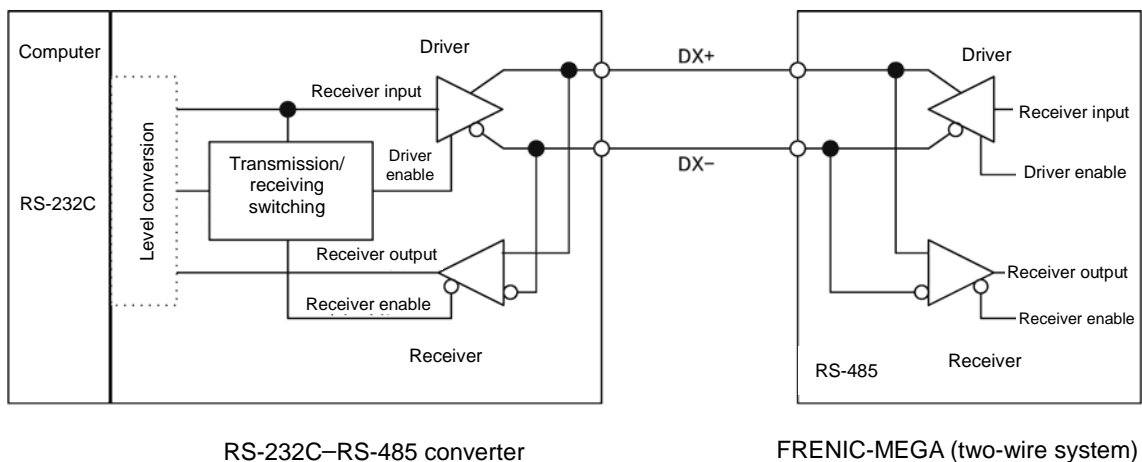 Computer
RS-232C
Level conversion
Driver
Receiver input
Transmission/
receiving
switching
Driver
enable
Receiver output
Receiver enable
Receiver
DX+
DX−
Driver
Receiver input
Driver enable
Receiver output
Receiver enable
Receiver
RS-485
RS-232C−RS-485 converter
FRENIC-MEGA (two-wire system)